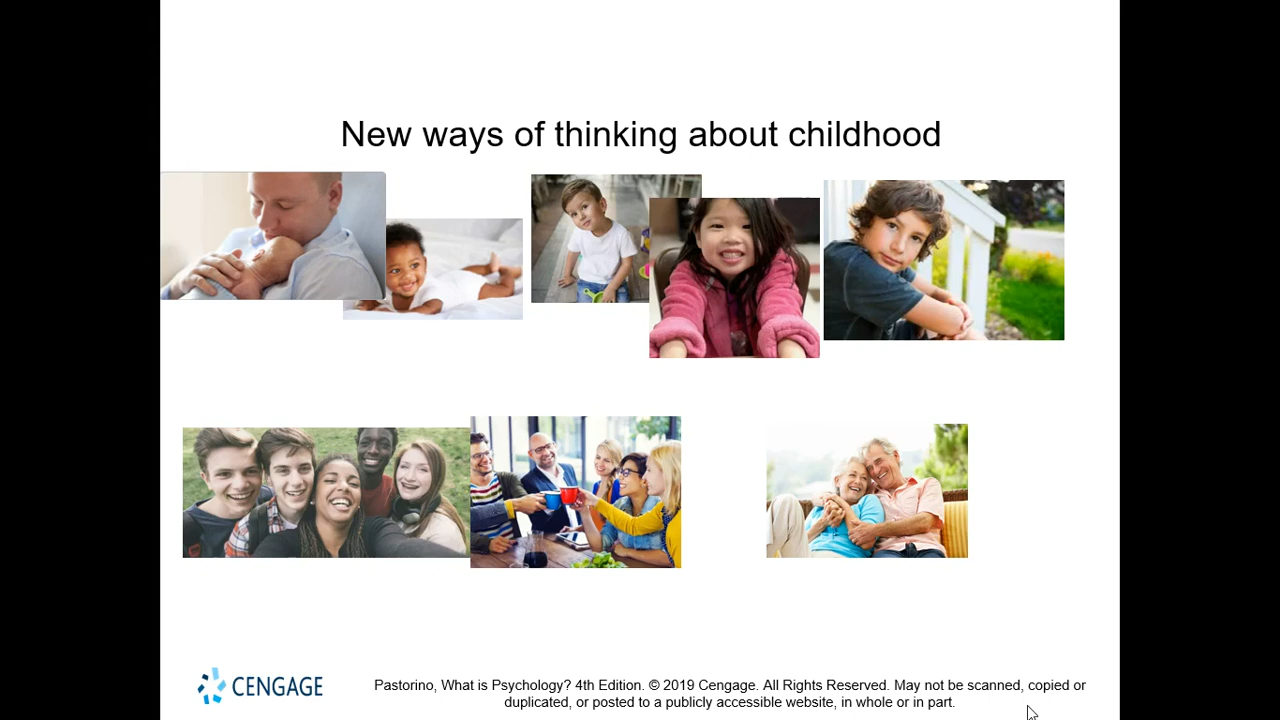 New ways of thinking about childhood
CENGAGE
Pastorino, What is Psychology? 4th Edition. © 2019 Cengage. All Rights Reserved. May not be scanned, copied or
duplicated, or posted to a publicly accessible website, in whole or in part.